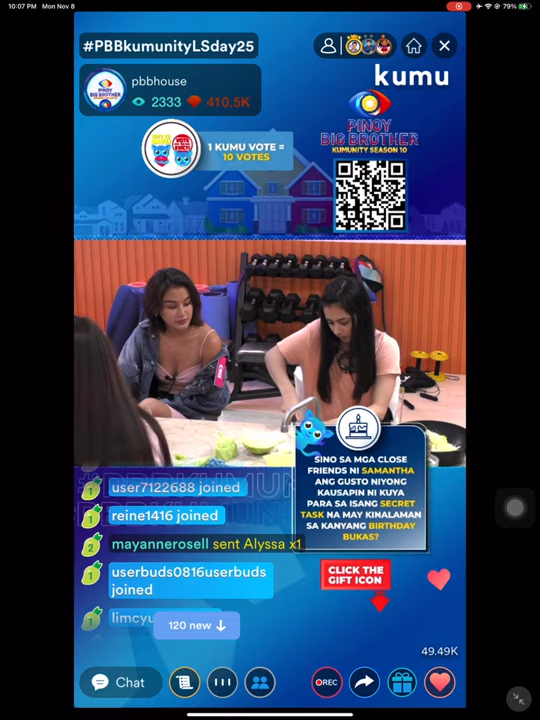 10:07 PM Mon Nov 8
79%
#PBBkumunityLSday25
pbbhouse
2333 410.5K
kumu
PINOY
BIG BROTHER
KUMUNITY SEASON 10
1 KUMU VOTE =
10 VOTES
user7122688 joined
reine1416 joined
mayannerosell sent Alyssa x1
userbuds0816userbuds
joined
limcyu
120 new
SINO SA MGA CLOSE
FRIENDS NI SAMANTHA
ANG GUSTO NIYONG
KAUSAPIN NI KUYA
PARA SA ISANG SECRET
TASK NA MAY KINALAMAN
SA KANYANG BIRTHDAY
BUKAS?
CLICK THE
GIFT ICON
49.49K
Chat
REC